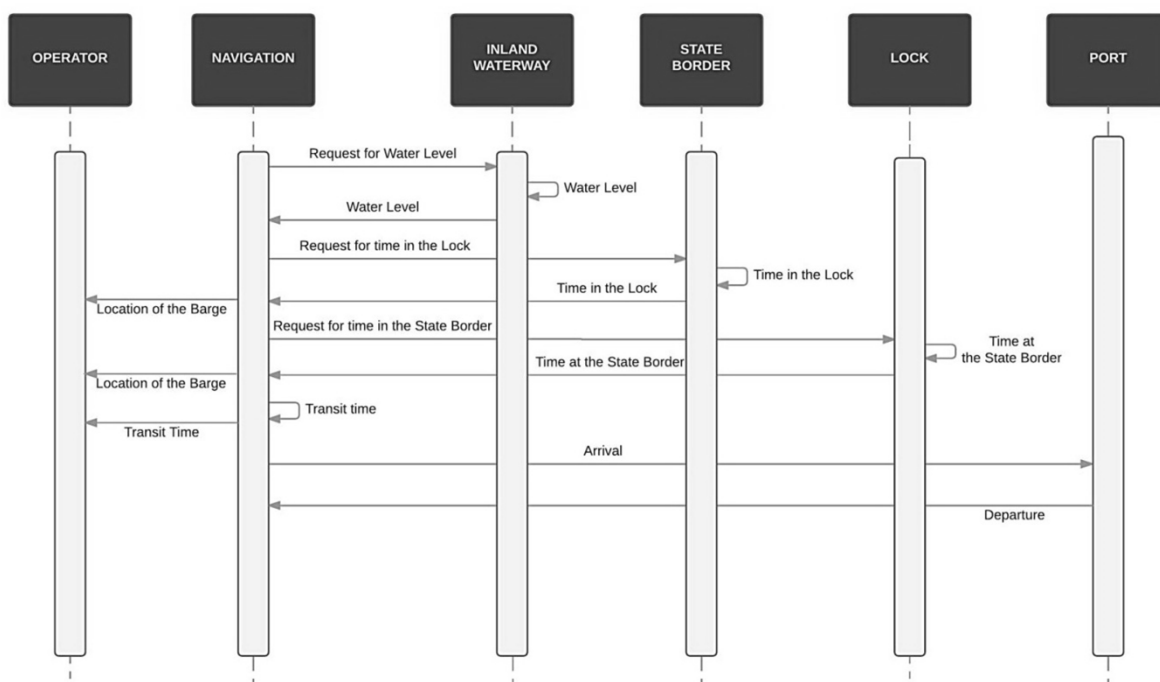 OPERATOR
NAVIGATION
INLAND
WATERWAY
STATE
BORDER
LOCK
PORT
Request for Water Level
Water Level
Water Level
Request for time in the Lock
Time in the Lock
Time in the Lock
Location of the Barge
Request for time in the State Border
Time at
the State Border
Time at the State Border
Location of the Barge
Transit time
Transit Time
Arrival
Departure